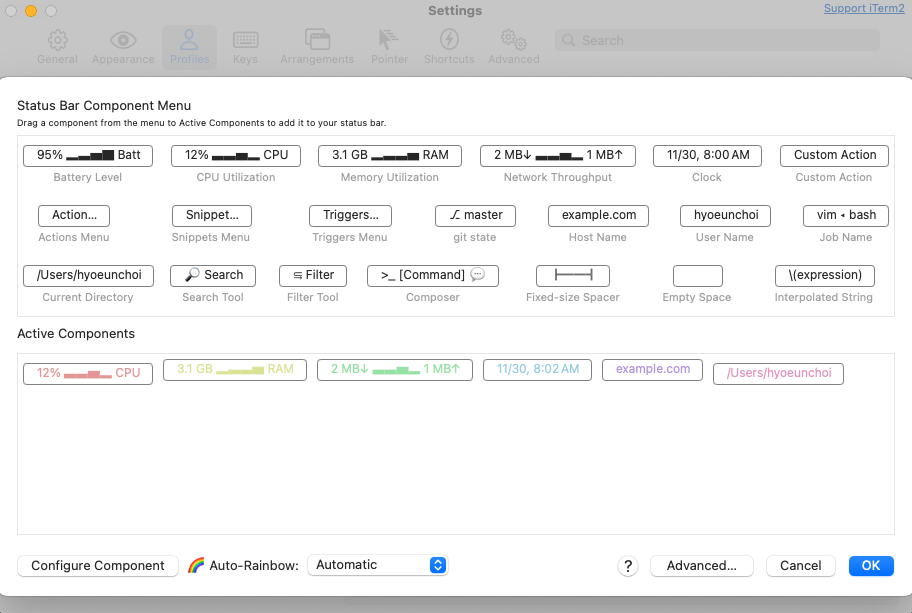 Settings
Support iTerm2
General Appearance Profiles Keys Arrangements Pointer Shortcuts Advanced Search
Status Bar Component Menu
Drag a component from the menu to Active Components to add it to your status bar.
95% ▂▃▅▇ Batt 12% ▂▃▅▂ CPU 3.1 GB ▂▃▃▅ RAM 2 MB↓ ▂▃▅▂ 1 MB↑ 11/30, 8:00 AM Custom Action
Battery Level CPU Utilization Memory Utilization Network Throughput Clock Custom Action
Action... Snippet... Triggers... ⎇ master example.com hyoeunchoi vim ◂ bash
Actions Menu Snippets Menu Triggers Menu git state Host Name User Name Job Name
/Users/hyoeunchoi 🔎 Search Filter >_ [Command] 💬 \(expression)
Current Directory Search Tool Filter Tool Composer Fixed-size Spacer Empty Space Interpolated String
Active Components
12% ▂▃▅▂ CPU 3.1 GB ▂▃▃▅ RAM 2 MB↓ ▂▃▅▂ 1 MB↑ 11/30, 8:02 AM example.com /Users/hyoeunchoi
Configure Component 🌈 Auto-Rainbow: Automatic ? Advanced... Cancel OK